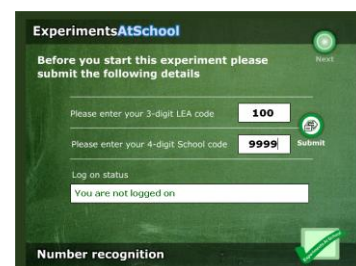 ExperimentsAtSchool
Next
Before you start this experiment please
submit the following details
Please enter your 3-digit LEA code 100
Please enter your 4-digit School code 9999
Submit
Log on status
You are not logged on
Number recognition